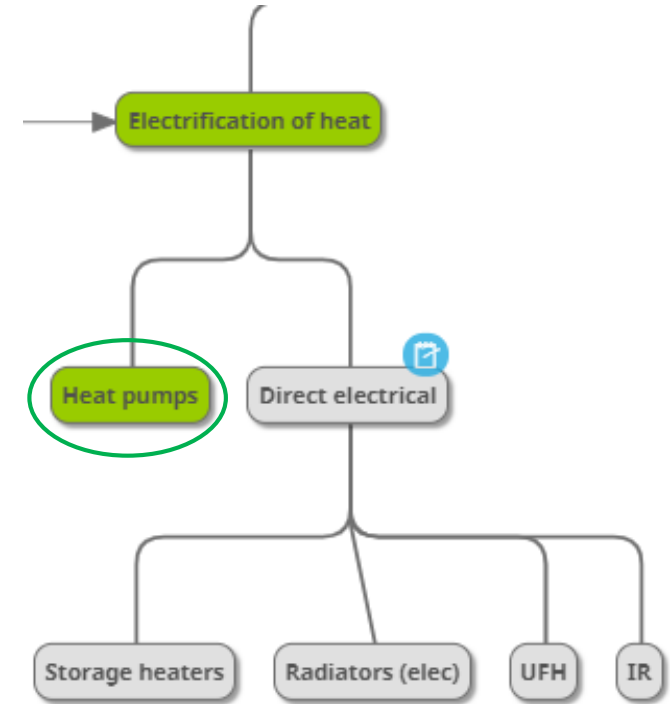 Electrification of heat
Heat pumps
Direct electrical
Storage heaters
Radiators (elec)
UFH
IR